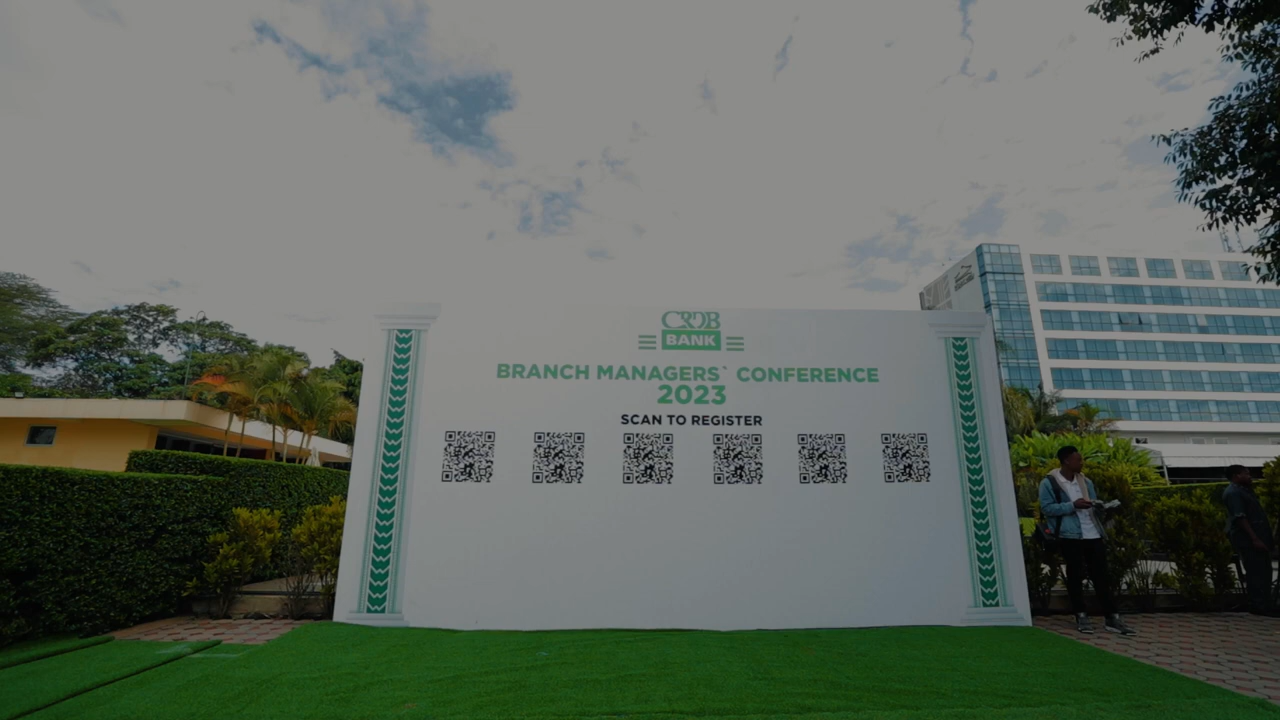 CRDB
BANK
BRANCH MANAGERS` CONFERENCE
2023
SCAN TO REGISTER